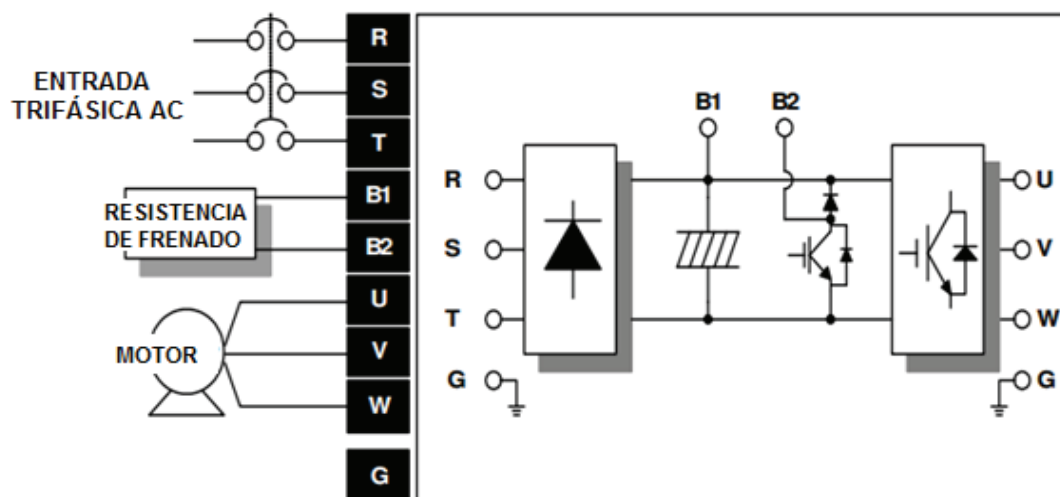 ENTRADA
TRIFÁSICA AC
RESISTENCIA
DE FRENADO
MOTOR
R
S
T
B1
B2
U
V
W
G
B1
B2
R
S
T
G
U
V
W
G